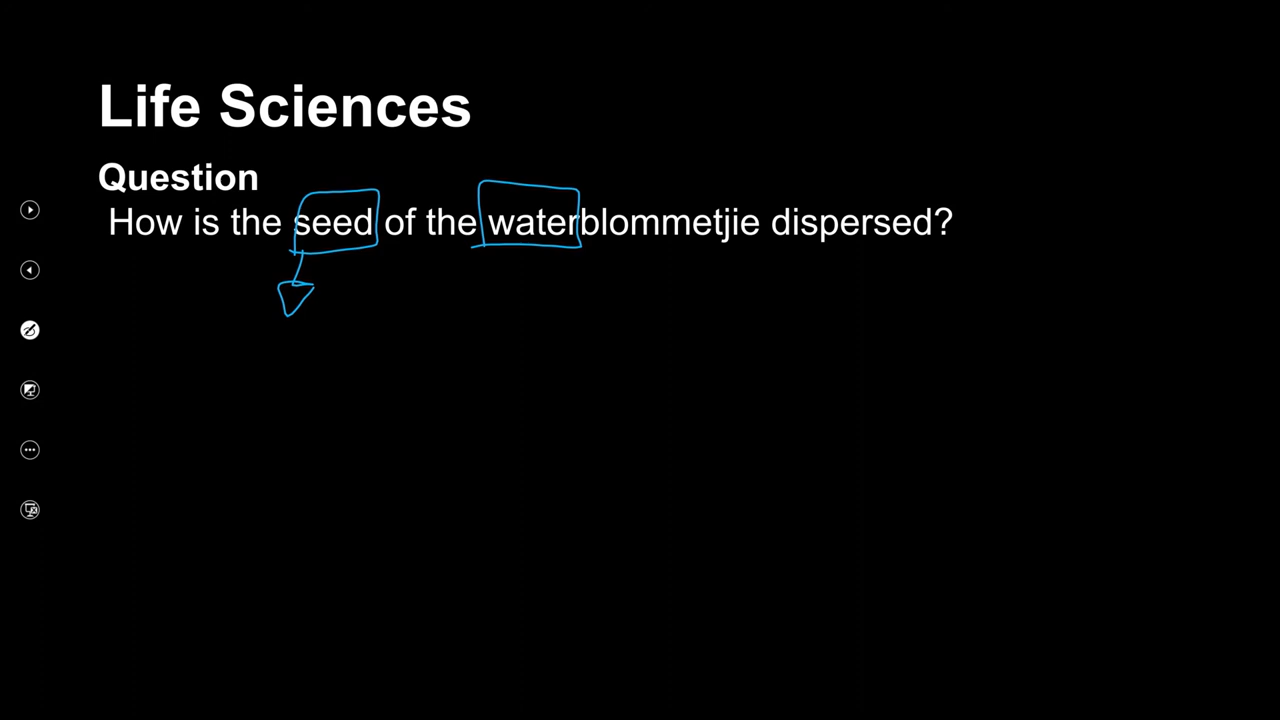 Life Sciences
Question
How is the seed of the waterblommetjie dispersed?